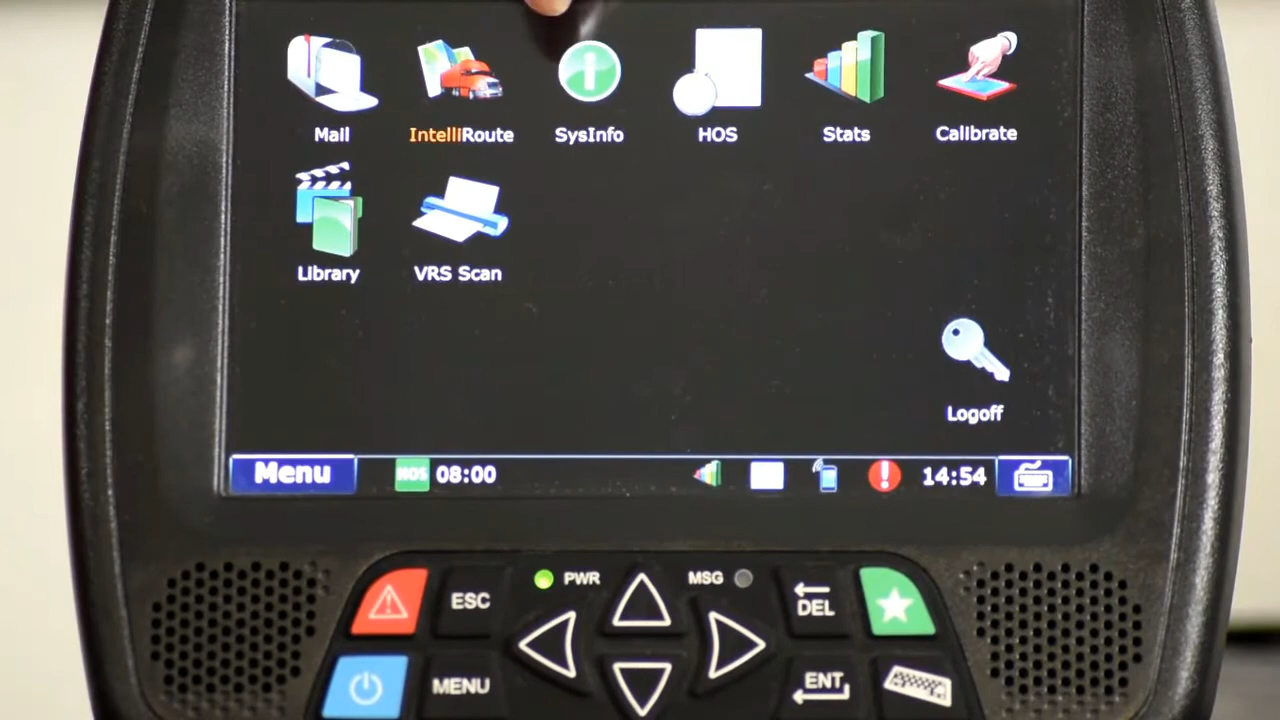 Mail IntelliRoute SysInfo HOS Stats Calibrate
Library VRS Scan
Logoff
Menu HOS 08:00 14:54
PWR MSG
ESC DEL
MENU ENT